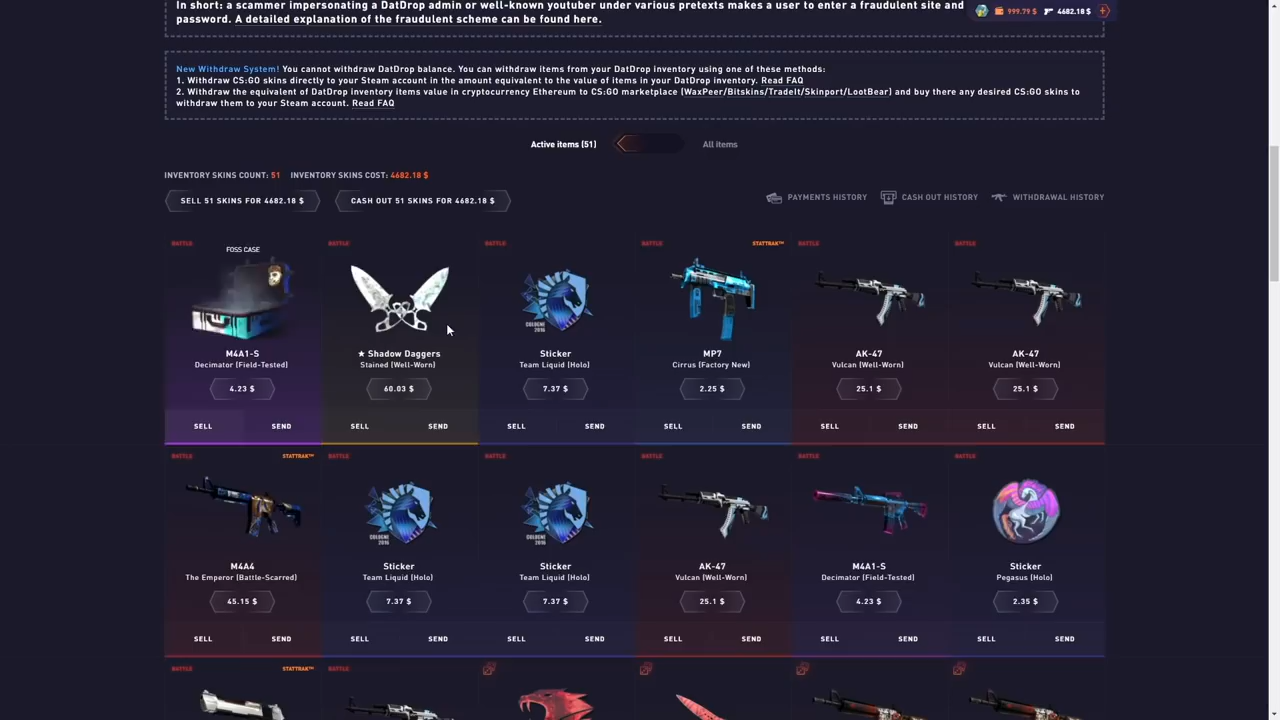 In short: a scammer impersonating a DatDrop admin or well-known youtuber under various pretexts makes a user to enter a fraudulent site and
password. A detailed explanation of the fraudulent scheme can be found here.
999.79 $ 4682.18 $
New Withdraw System! You cannot withdraw DatDrop balance. You can withdraw items from your DatDrop inventory using one of these methods:
1. Withdraw CS:GO skins directly to your Steam account in the amount equivalent to the value of items in your DatDrop inventory. Read FAQ
2. Withdraw the equivalent of DatDrop inventory items value in cryptocurrency Ethereum to CS:GO marketplace (WaxPeer/Bitskins/TradeIt/Skinport/LootBear) and buy there any desired CS:GO skins to
withdraw them to your Steam account. Read FAQ
Active items (51) All items
INVENTORY SKINS COUNT: 51 INVENTORY SKINS COST: 4682.18 $
SELL 51 SKINS FOR 4682.18 $ CASH OUT 51 SKINS FOR 4682.18 $ PAYMENTS HISTORY CASH OUT HISTORY WITHDRAWAL HISTORY
BATTLE BATTLE BATTLE BATTLE STATTRAK™ BATTLE BATTLE
FOSS CASE
COLOGNE
2016
M4A1-S ★ Shadow Daggers Sticker MP7 AK-47 AK-47
Decimator (Field-Tested) Stained (Well-Worn) Team Liquid (Holo) Cirrus (Factory New) Vulcan (Well-Worn) Vulcan (Well-Worn)
4.23 $ 60.03 $ 7.37 $ 2.25 $ 25.1 $ 25.1 $
SELL SEND SELL SEND SELL SEND SELL SEND SELL SEND SELL SEND
BATTLE STATTRAK™ BATTLE BATTLE BATTLE BATTLE BATTLE
COLOGNE COLOGNE
2016 2016
M4A4 Sticker Sticker AK-47 M4A1-S Sticker
The Emperor (Battle-Scarred) Team Liquid (Holo) Team Liquid (Holo) Vulcan (Well-Worn) Decimator (Field-Tested) Pegasus (Holo)
45.15 $ 7.37 $ 7.37 $ 25.1 $ 4.23 $ 2.35 $
SELL SEND SELL SEND SELL SEND SELL SEND SELL SEND SELL SEND
BATTLE STATTRAK™ BATTLE